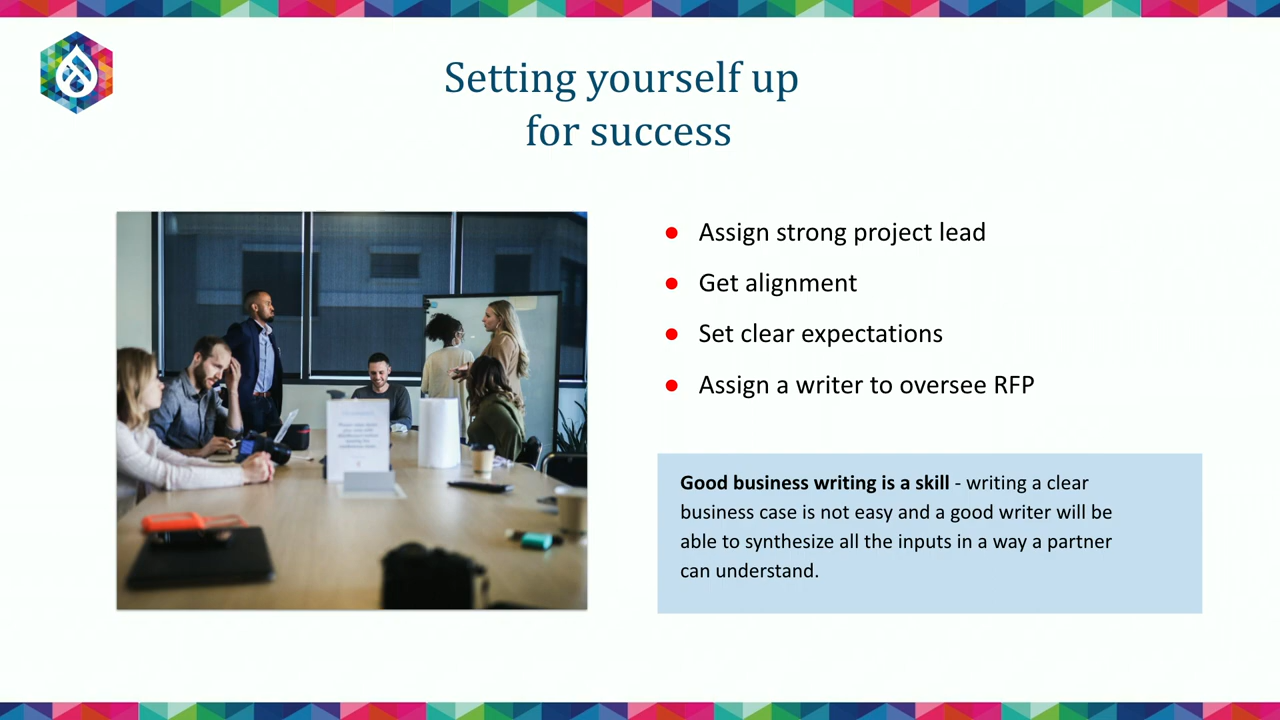 Setting yourself up
for success
Assign strong project lead
Get alignment
Set clear expectations
Assign a writer to oversee RFP
Good business writing is a skill - writing a clear
business case is not easy and a good writer will be
able to synthesize all the inputs in a way a partner
can understand.